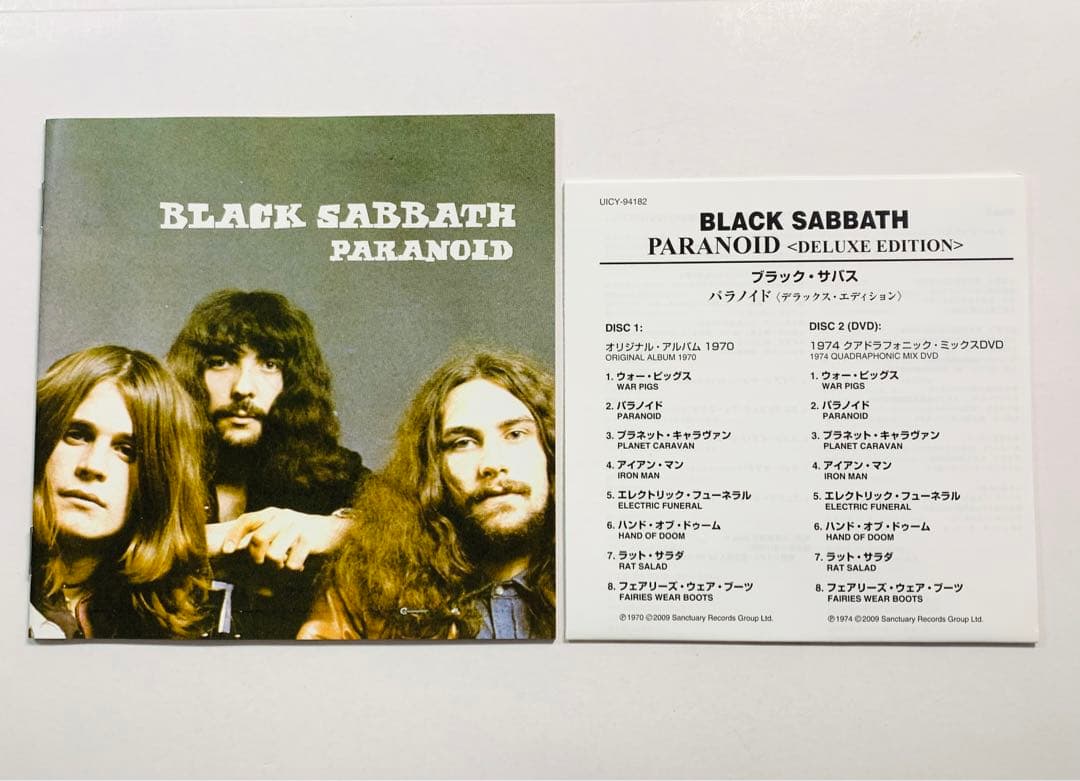 BLACK SABBATH
PARANOID
UICY-94182
BLACK SABBATH
PARANOID <DELUXE EDITION>
ブラック・サバス
パラノイド〈デラックス・エディション〉
DISC 1:
オリジナル・アルバム 1970
ORIGINAL ALBUM 1970
1. ウォー・ピッグス
WAR PIGS
2. パラノイド
PARANOID
3. プラネット・キャラヴァン
PLANET CARAVAN
4. アイアン・マン
IRON MAN
5. エレクトリック・フューネラル
ELECTRIC FUNERAL
6. ハンド・オブ・ドゥーム
HAND OF DOOM
7. ラット・サラダ
RAT SALAD
8. フェアリーズ・ウェア・ブーツ
FAIRIES WEAR BOOTS
℗1970 ©2009 Sanctuary Records Group Ltd.
DISC 2 (DVD):
1974 クアドラフォニック・ミックスDVD
1974 QUADRAPHONIC MIX DVD
1. ウォー・ピッグス
WAR PIGS
2. パラノイド
PARANOID
3. プラネット・キャラヴァン
PLANET CARAVAN
4. アイアン・マン
IRON MAN
5. エレクトリック・フューネラル
ELECTRIC FUNERAL
6. ハンド・オブ・ドゥーム
HAND OF DOOM
7. ラット・サラダ
RAT SALAD
8. フェアリーズ・ウェア・ブーツ
FAIRIES WEAR BOOTS
℗1974 ©2009 Sanctuary Records Group Ltd.